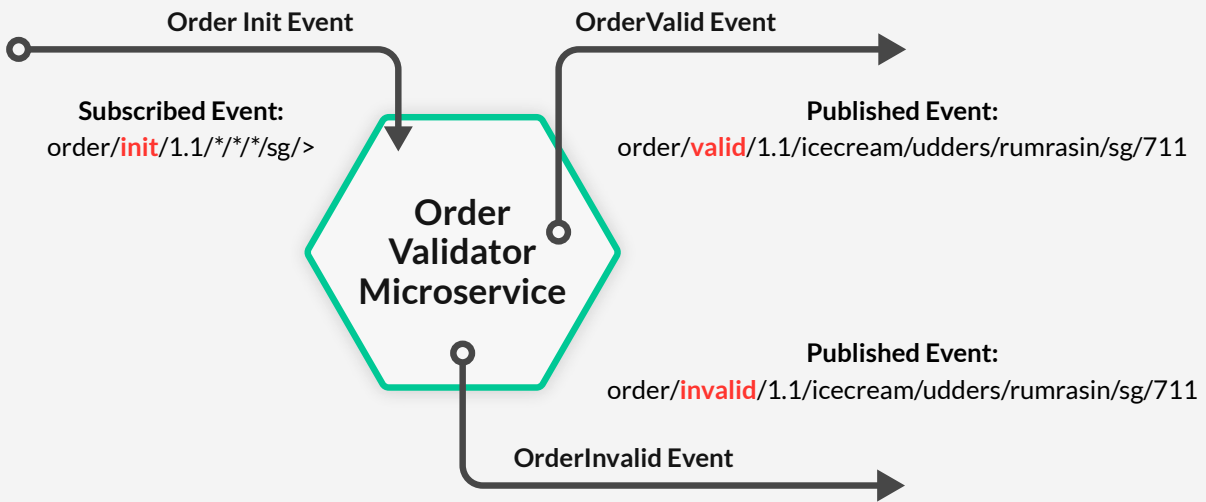 Order Init Event
OrderValid Event
Subscribed Event:
order/init/1.1/*/*/*/sg/>
Published Event:
order/valid/1.1/icecream/udders/rumrasin/sg/711
Order
Validator
Microservice
Published Event:
order/invalid/1.1/icecream/udders/rumrasin/sg/711
OrderInvalid Event